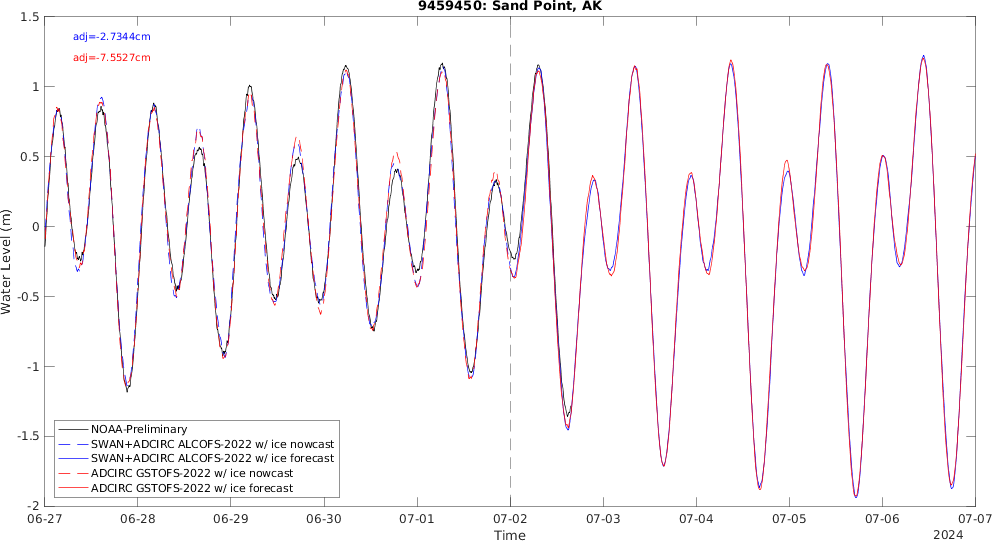 9459450: Sand Point, AK
adj=-2.7344cm
adj=-7.5527cm
1.5
1
0.5
0
-0.5
-1
-1.5
-2
Water Level (m)
NOAA-Preliminary
SWAN+ADCIRC ALCOFS-2022 w/ ice nowcast
SWAN+ADCIRC ALCOFS-2022 w/ ice forecast
ADCIRC GSTOFS-2022 w/ ice nowcast
ADCIRC GSTOFS-2022 w/ ice forecast
06-27 06-28 06-29 06-30 07-01 07-02 07-03 07-04 07-05 07-06 07-07
Time
2024